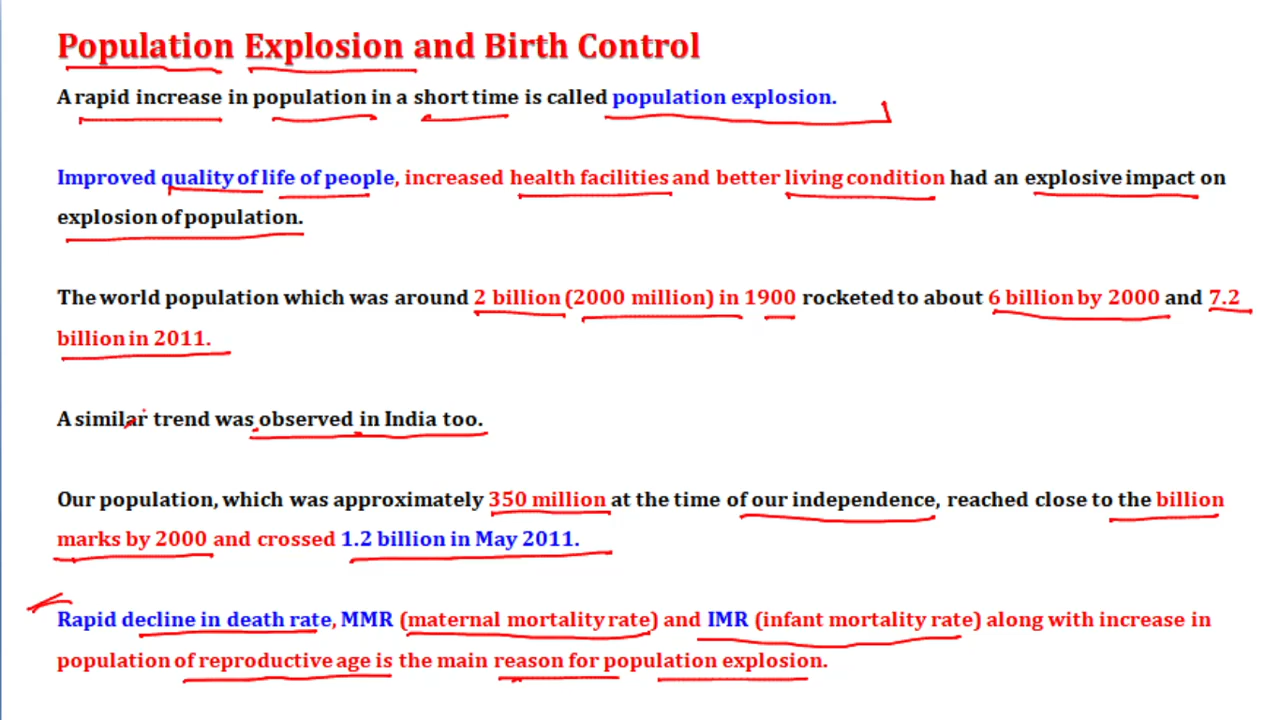 Population Explosion and Birth Control
A rapid increase in population in a short time is called population explosion.
Improved quality of life of people, increased health facilities and better living condition had an explosive impact on
explosion of population.
The world population which was around 2 billion (2000 million) in 1900 rocketed to about 6 billion by 2000 and 7.2
billion in 2011.
A similar trend was observed in India too.
Our population, which was approximately 350 million at the time of our independence, reached close to the billion
marks by 2000 and crossed 1.2 billion in May 2011.
Rapid decline in death rate, MMR (maternal mortality rate) and IMR (infant mortality rate) along with increase in
population of reproductive age is the main reason for population explosion.